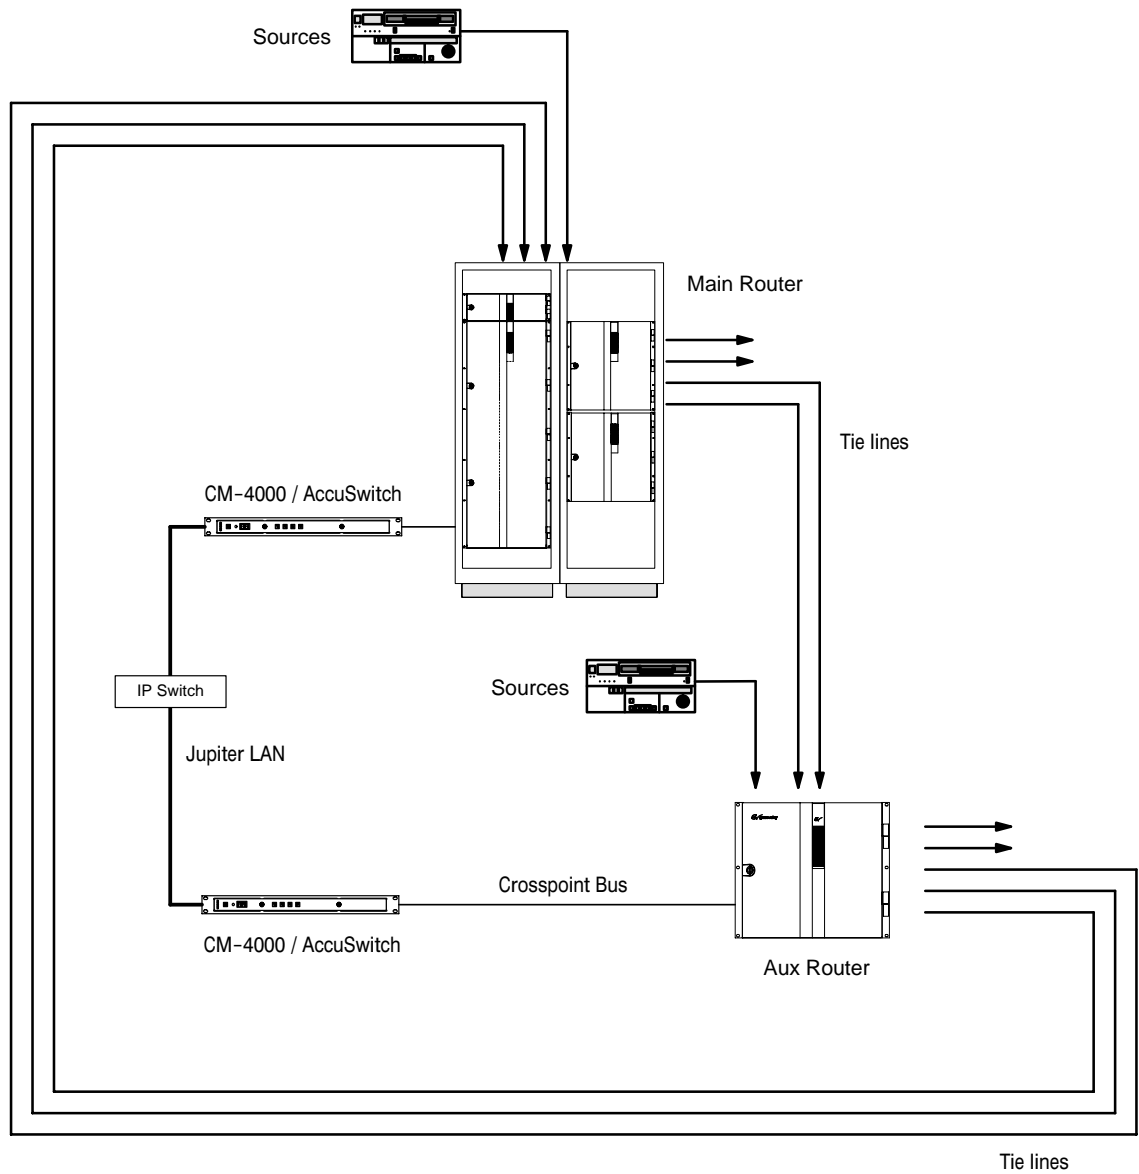 Sources
Main Router
Tie lines
CM-4000 / AccuSwitch
IP Switch
Sources
Jupiter LAN
Crosspoint Bus
CM-4000 / AccuSwitch
Aux Router
Tie lines